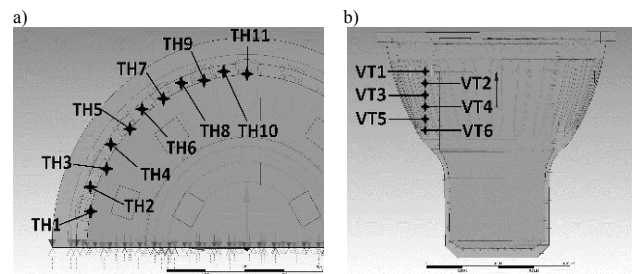 a)
b)
TH11
TH9
TH7
TH5
TH8
TH10
TH6
TH4
TH3
TH2
TH1
VT1
VT2
VT3
VT4
VT5
VT6